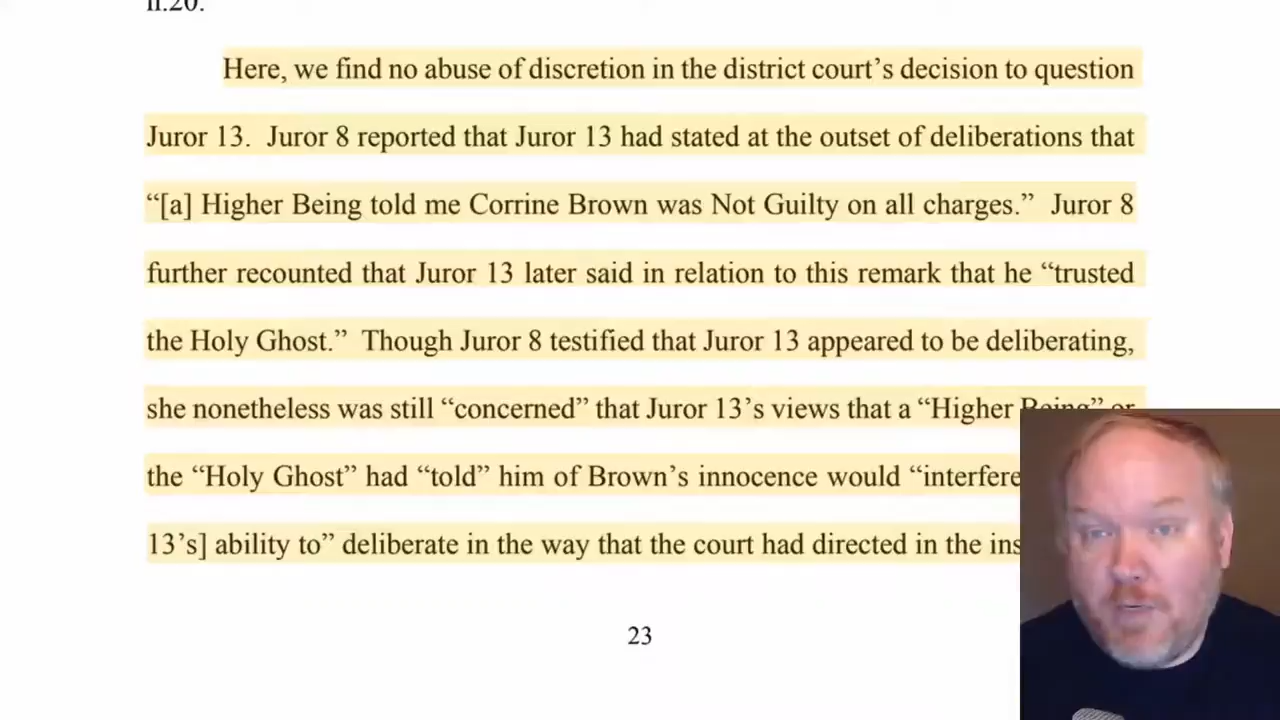 Here, we find no abuse of discretion in the district court’s decision to question
Juror 13. Juror 8 reported that Juror 13 had stated at the outset of deliberations that
“[a] Higher Being told me Corrine Brown was Not Guilty on all charges.” Juror 8
further recounted that Juror 13 later said in relation to this remark that he “trusted
the Holy Ghost.” Though Juror 8 testified that Juror 13 appeared to be deliberating,
she nonetheless was still “concerned” that Juror 13’s views that a “Higher Being” or
the “Holy Ghost” had “told” him of Brown’s innocence would “interfere
13’s] ability to” deliberate in the way that the court had directed in the ins
23